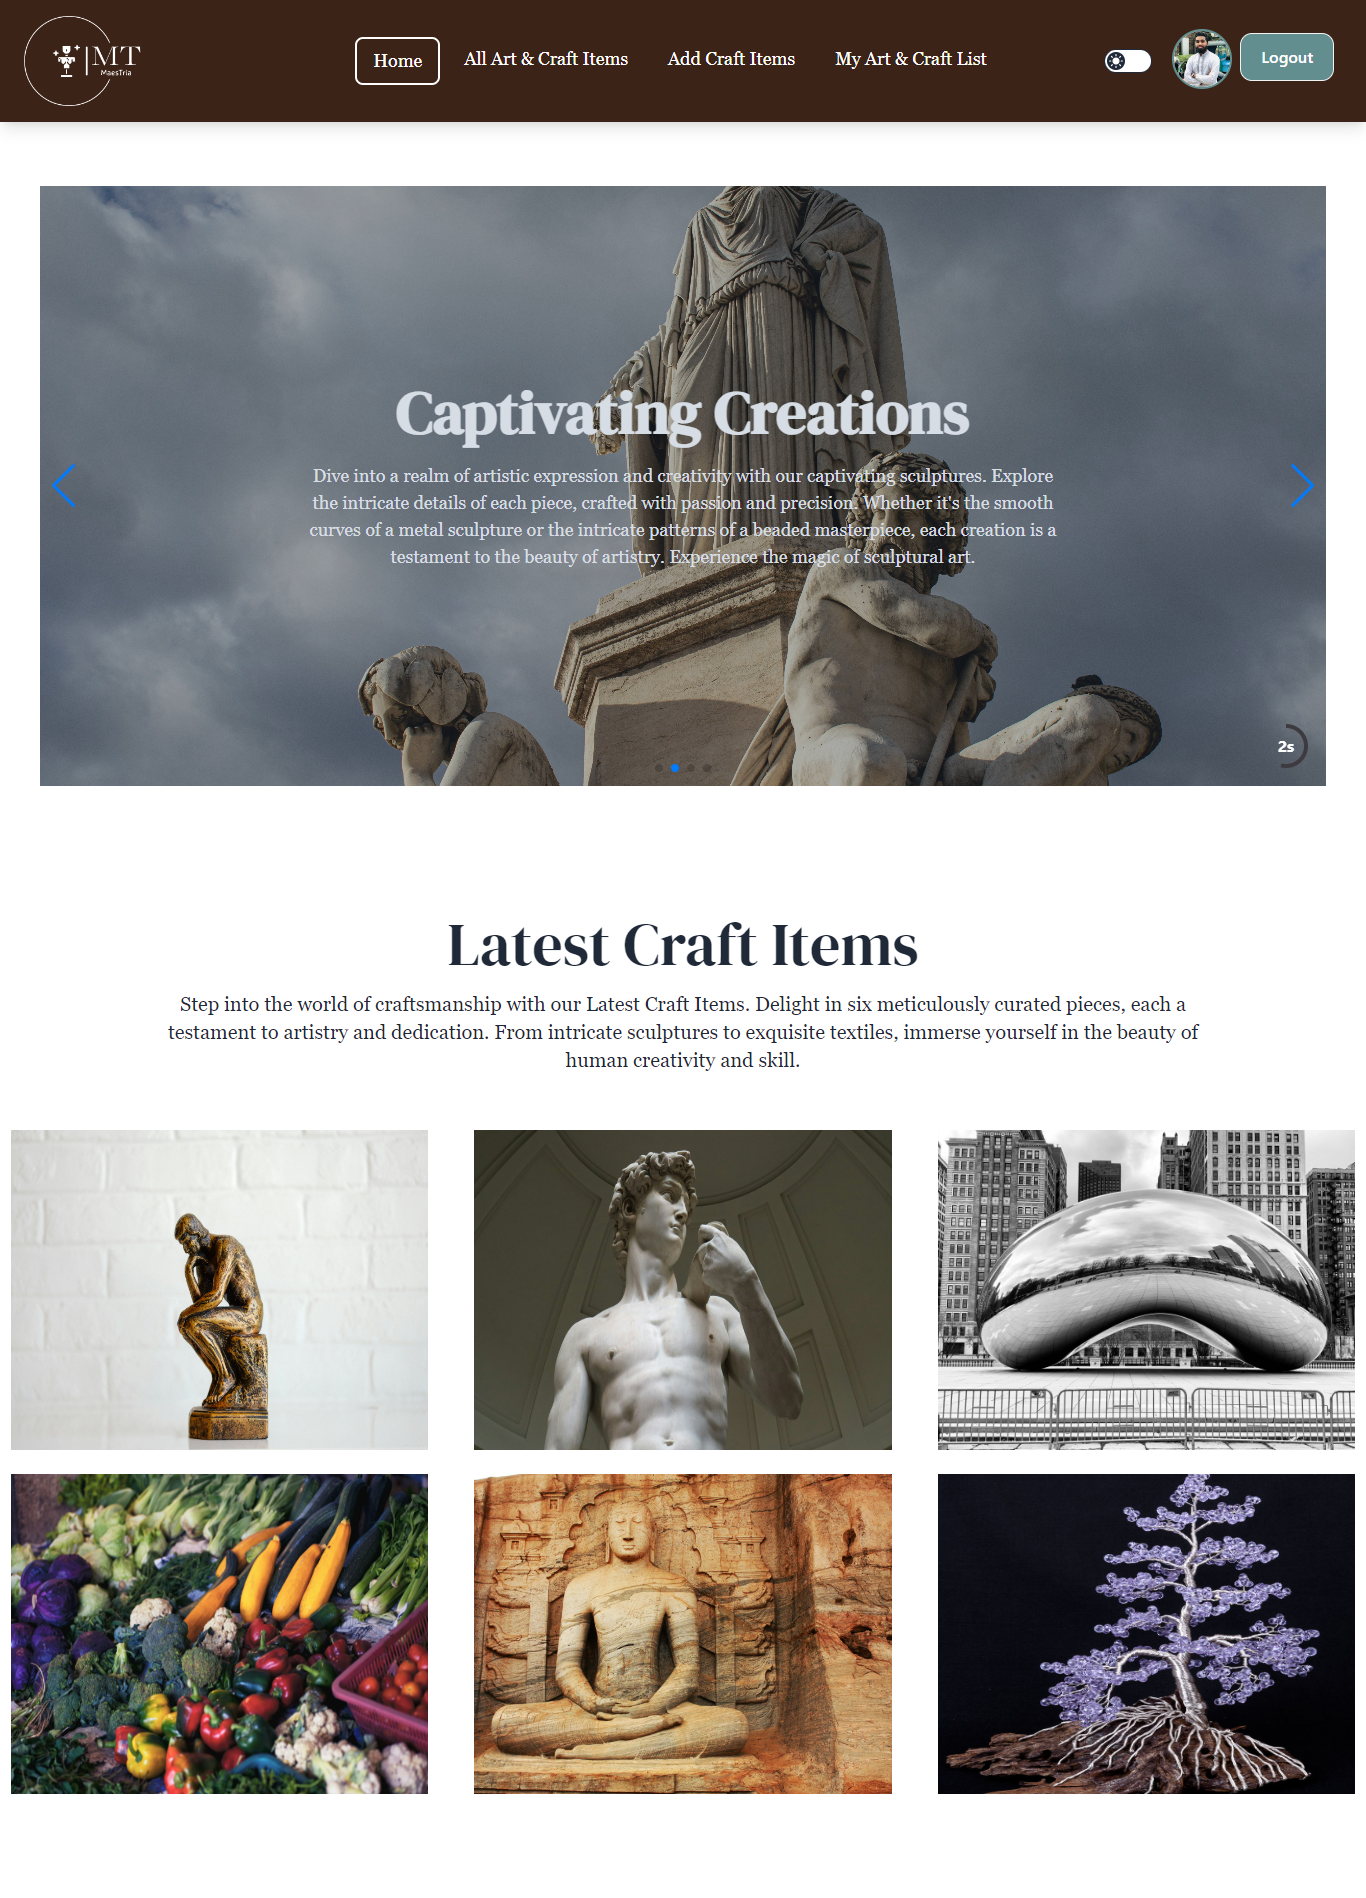 MT
MaesTria
Home
All Art & Craft Items
Add Craft Items
My Art & Craft List
Logout
Captivating Creations
Dive into a realm of artistic expression and creativity with our captivating sculptures. Explore
the intricate details of each piece, crafted with passion and precision. Whether it's the smooth
curves of a metal sculpture or the intricate patterns of a beaded masterpiece, each creation is a
testament to the beauty of artistry. Experience the magic of sculptural art.
2s
Latest Craft Items
Step into the world of craftsmanship with our Latest Craft Items. Delight in six meticulously curated pieces, each a
testament to artistry and dedication. From intricate sculptures to exquisite textiles, immerse yourself in the beauty of
human creativity and skill.